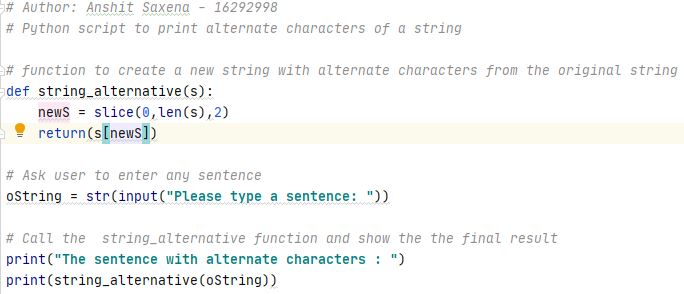 # Author: Anshit Saxena - 16292998
# Python script to print alternate characters of a string
# function to create a new string with alternate characters from the original string
def string_alternative(s):
    newS = slice(0,len(s),2)
    return(s[newS])
# Ask user to enter any sentence
oString = str(input("Please type a sentence: "))
# Call the  string_alternative function and show the the final result
print("The sentence with alternate characters : ")
print(string_alternative(oString))